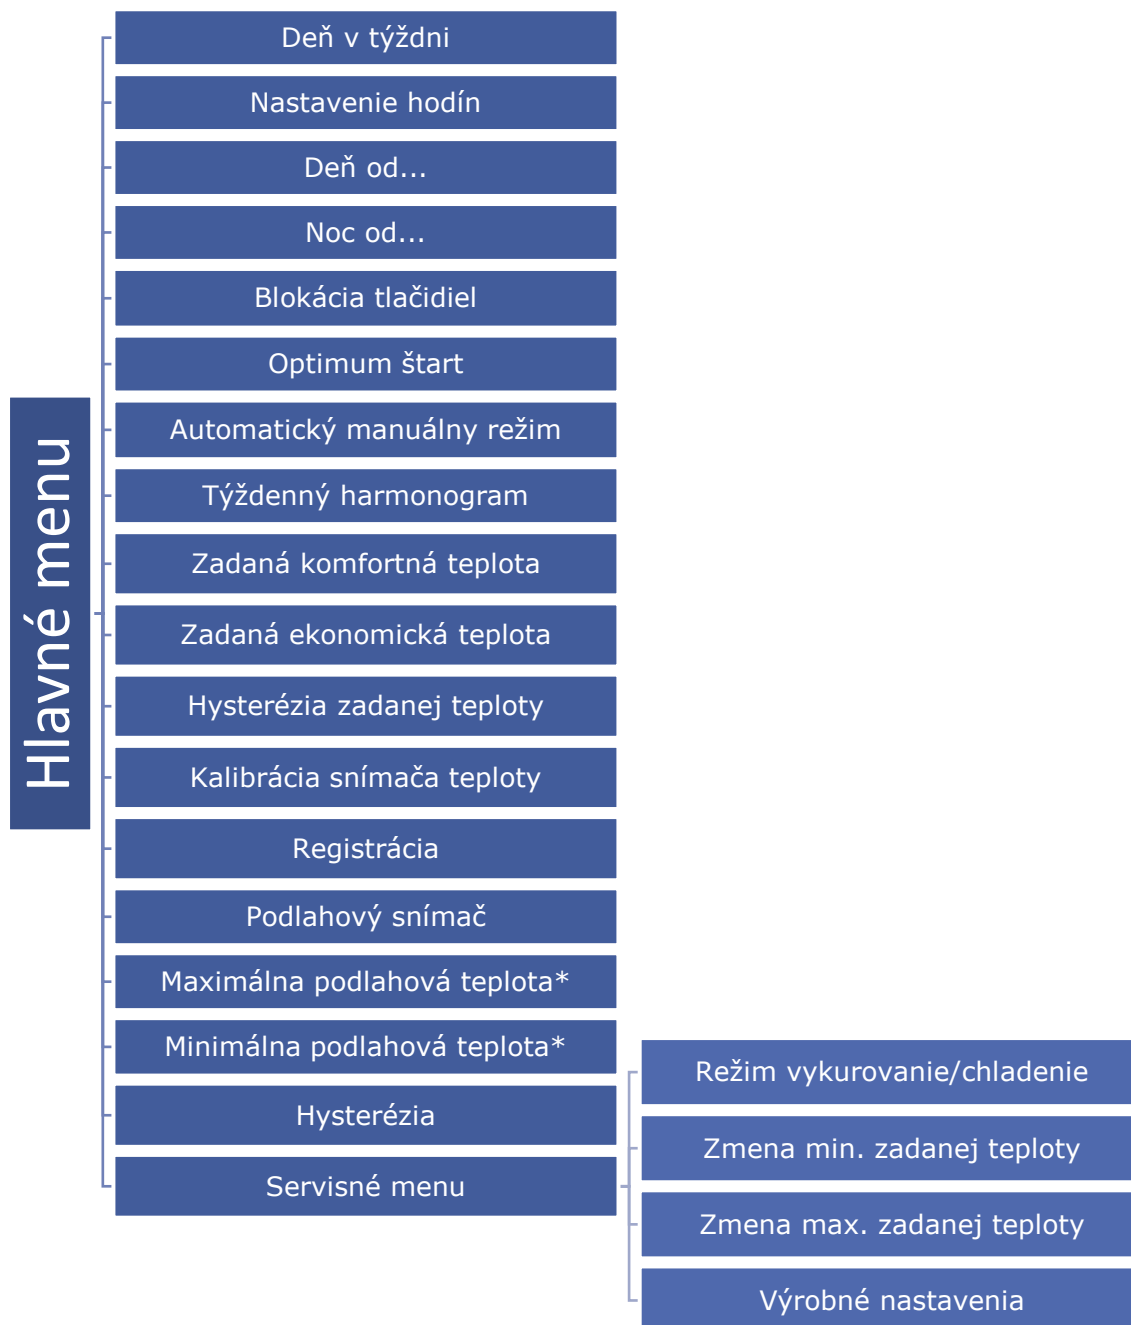 Hlavné menu
Deň v týždni
Nastavenie hodín
Deň od...
Noc od...
Blokácia tlačidiel
Optimum štart
Automatický manuálny režim
Týždenný harmonogram
Zadaná komfortná teplota
Zadaná ekonomická teplota
Hysterézia zadanej teploty
Kalibrácia snímača teploty
Registrácia
Podlahový snímač
Maximálna podlahová teplota*
Minimálna podlahová teplota*
Hysterézia
Servisné menu
Režim vykurovanie/chladenie
Zmena min. zadanej teploty
Zmena max. zadanej teploty
Výrobné nastavenia